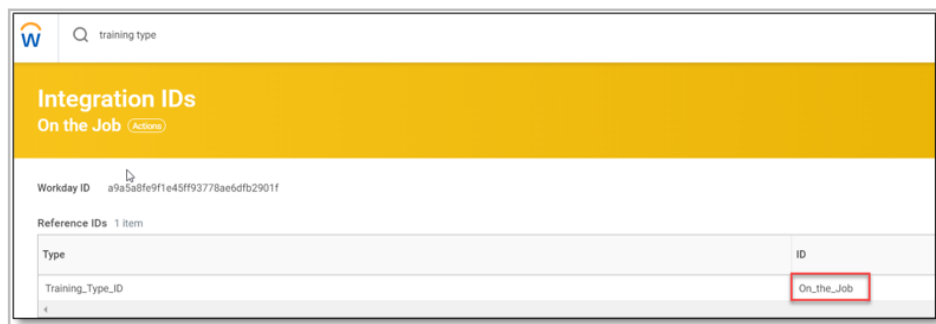 W
training type
Integration IDs
On the Job Actions
Workday ID a9a5a8fe9f1e45ff93778ae6dfb2901f
Reference IDs 1 item
Type ID
Training_Type_ID On_the_Job